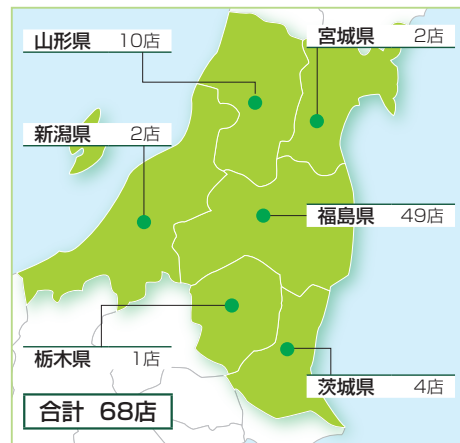 山形県 10店
宮城県 2店
新潟県 2店
福島県 49店
栃木県 1店
茨城県 4店
合計 68店